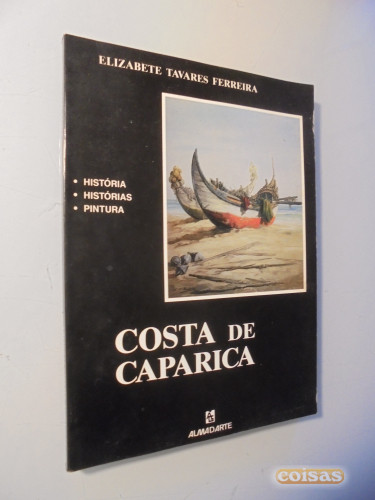 ELIZABETE TAVARES FERREIRA
• HISTÓRIA
• HISTÓRIAS
• PINTURA
COSTA DE
CAPARICA
ALMADARTE
coisas